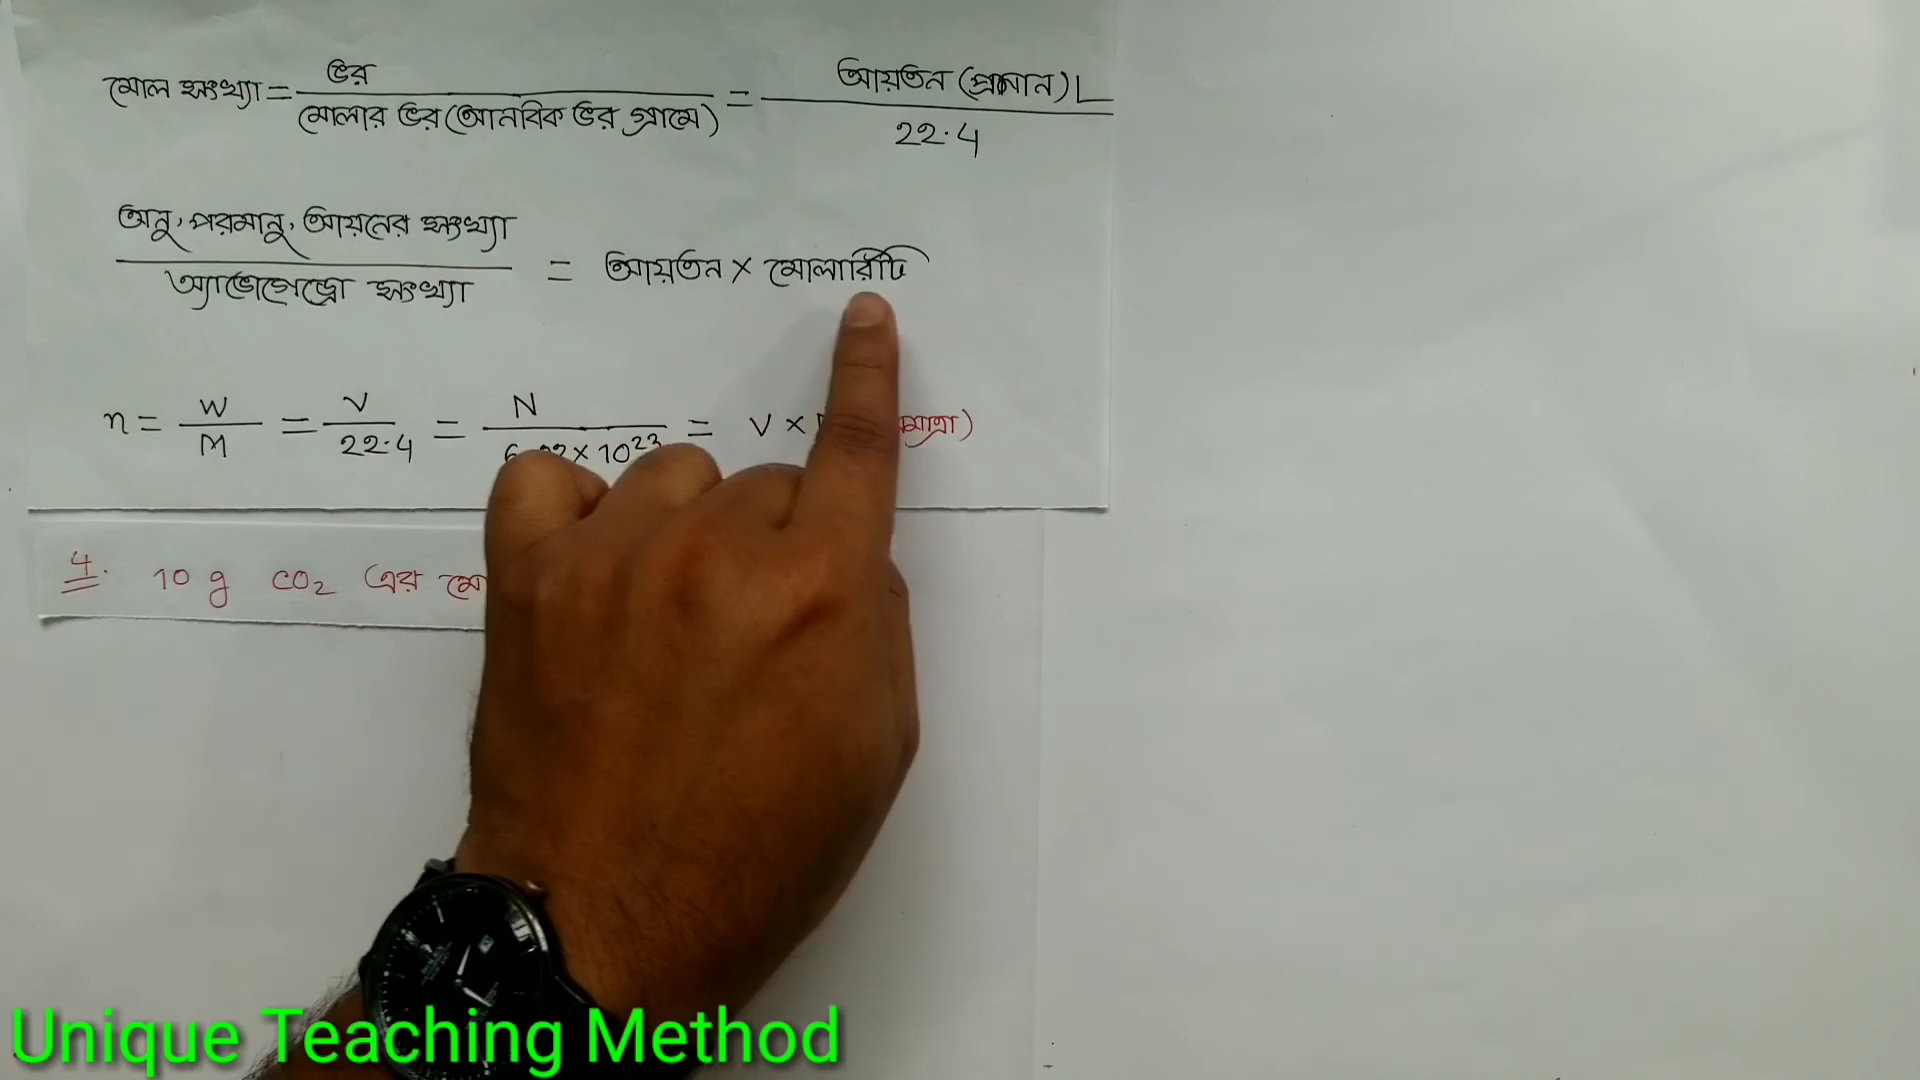 মোল সংখ্যা = ভর / মোলার ভর (আনবিক ভর গ্রামে) = আয়তন (প্রমান) L / 22.4
অনু, পরমানু, আয়নের সংখ্যা / অ্যাভোগেড্রো সংখ্যা = আয়তন × মোলারিটি
n = W / M = V / 22.4 = N / × 10²³ = V ×
4. 10 g CO₂ এর
Unique Teaching Method